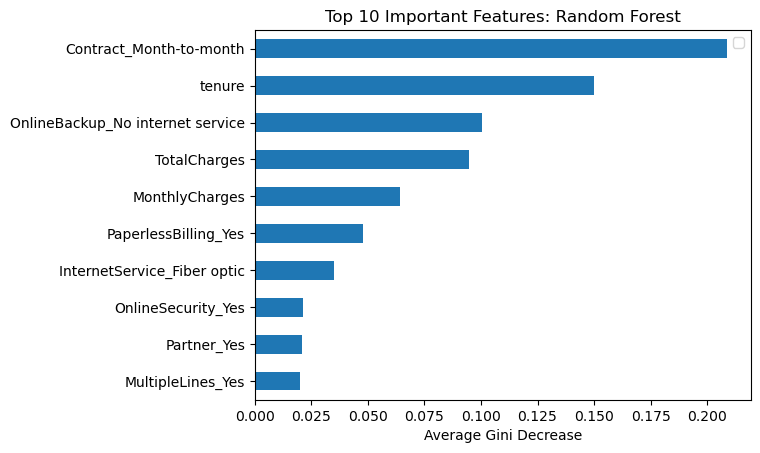 Top 10 Important Features: Random Forest
Contract_Month-to-month
tenure
OnlineBackup_No internet service
TotalCharges
MonthlyCharges
PaperlessBilling_Yes
InternetService_Fiber optic
OnlineSecurity_Yes
Partner_Yes
MultipleLines_Yes
0.000 0.025 0.050 0.075 0.100 0.125 0.150 0.175 0.200
Average Gini Decrease